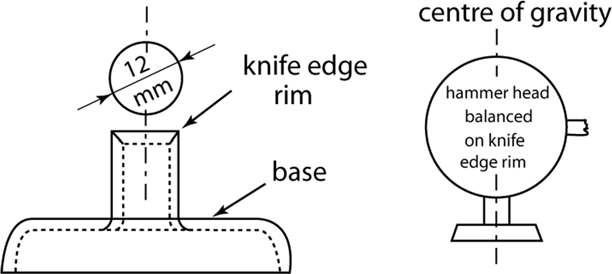 12
mm
knife edge
rim
base
centre of gravity
hammer head
balanced
on knife
edge rim